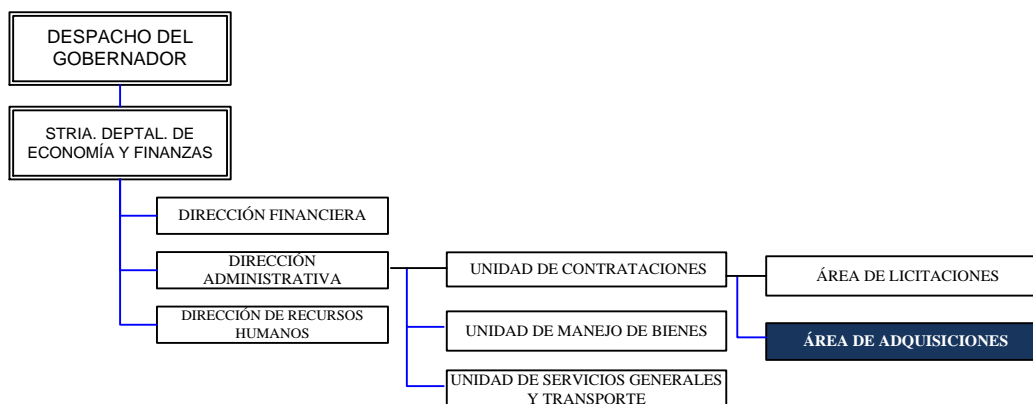 DESPACHO DEL
GOBERNADOR
STRIA. DEPTAL. DE
ECONOMÍA Y FINANZAS
DIRECCIÓN FINANCIERA
DIRECCIÓN
ADMINISTRATIVA
DIRECCIÓN DE RECURSOS
HUMANOS
UNIDAD DE CONTRATACIONES
UNIDAD DE MANEJO DE BIENES
UNIDAD DE SERVICIOS GENERALES
Y TRANSPORTE
ÁREA DE LICITACIONES
ÁREA DE ADQUISICIONES